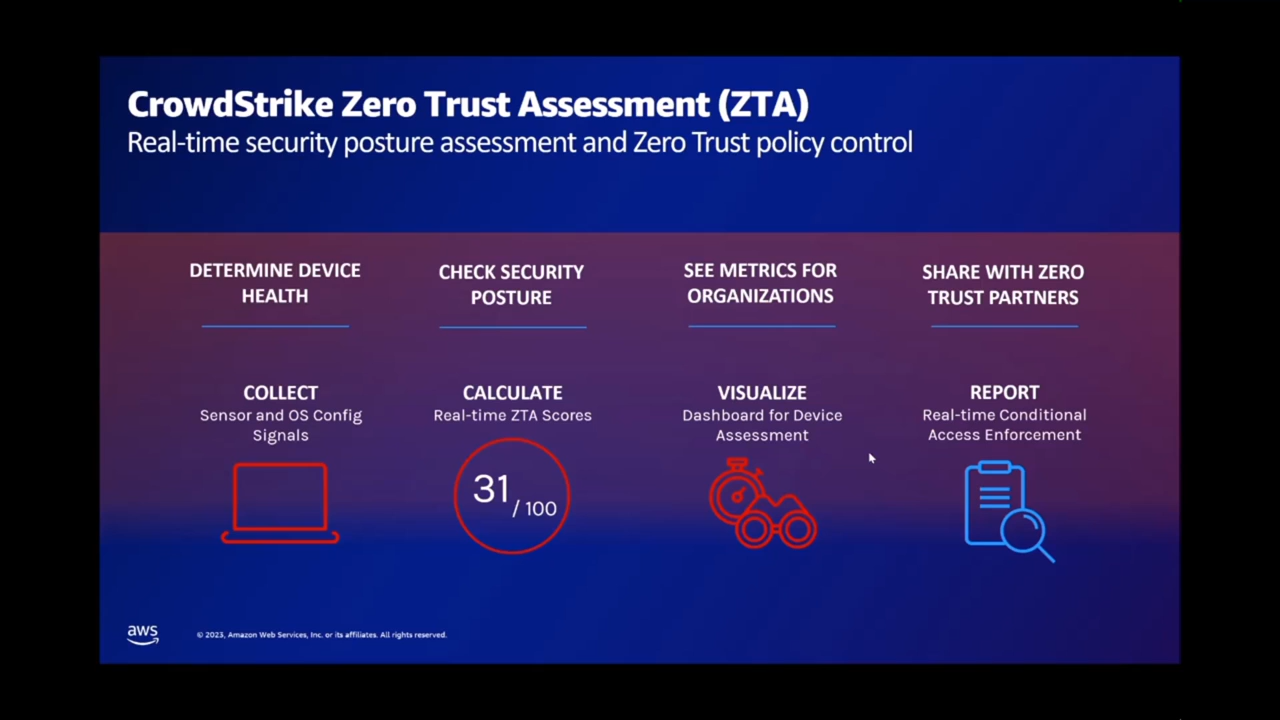 CrowdStrike Zero Trust Assessment (ZTA)
Real-time security posture assessment and Zero Trust policy control
DETERMINE DEVICE
HEALTH
COLLECT
Sensor and OS Config
Signals
CHECK SECURITY
POSTURE
CALCULATE
Real-time ZTA Scores
31/100
SEE METRICS FOR
ORGANIZATIONS
VISUALIZE
Dashboard for Device
Assessment
SHARE WITH ZERO
TRUST PARTNERS
REPORT
Real-time Conditional
Access Enforcement
aws
© 2023, Amazon Web Services, Inc. or its affiliates. All rights reserved.